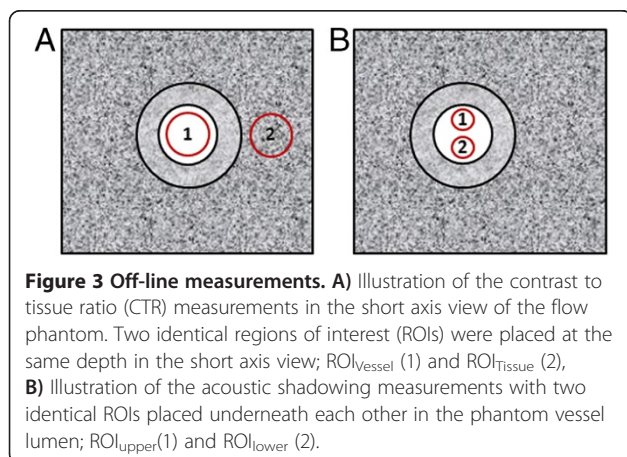 A
B
1
2
1
2
Figure 3 Off-line measurements. A) Illustration of the contrast to
tissue ratio (CTR) measurements in the short axis view of the flow
phantom. Two identical regions of interest (ROIs) were placed at the
same depth in the short axis view; ROIVessel (1) and ROITissue (2),
B) Illustration of the acoustic shadowing measurements with two
identical ROIs placed underneath each other in the phantom vessel
lumen; ROIupper(1) and ROIlower (2).